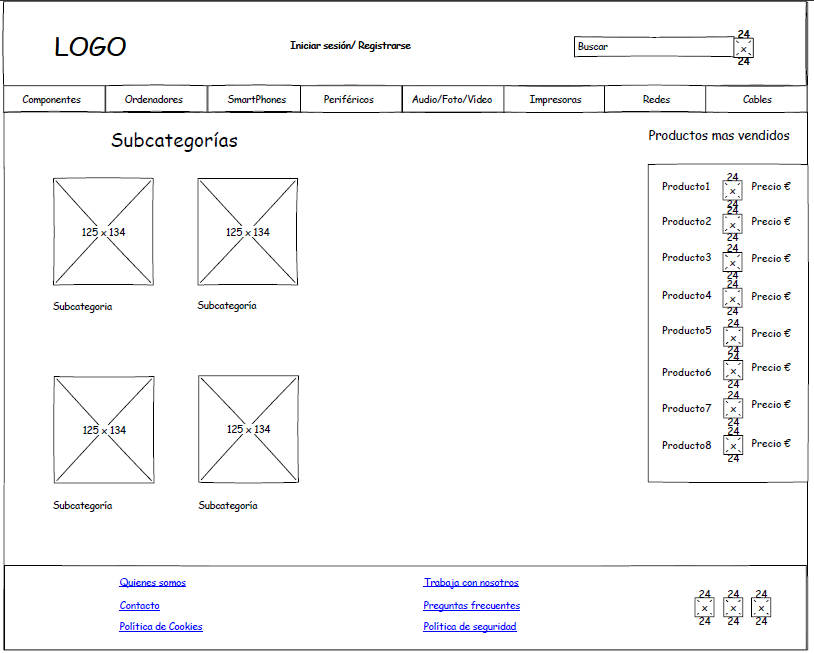 LOGO
Iniciar sesión/ Registrarse
Buscar
24
x
24
Componentes
Ordenadores
SmartPhones
Periféricos
Audio/Foto/Video
Impresoras
Redes
Cables
Subcategorías
Productos mas vendidos
125 x 134
125 x 134
Subcategoria
Subcategoría
125 x 134
125 x 134
Subcategoría
Subcategoría
Producto1
24
x
24
Precio €
Producto2
24
x
24
Precio €
Producto3
24
x
24
Precio €
Producto4
24
x
24
Precio €
Producto5
24
x
24
Precio €
Producto6
24
x
24
Precio €
Producto7
24
x
24
Precio €
Producto8
24
x
24
Precio €
Quienes somos
Contacto
Política de Cookies
Trabaja con nosotros
Preguntas frecuentes
Política de seguridad
24 24 24
x x x
24 24 24